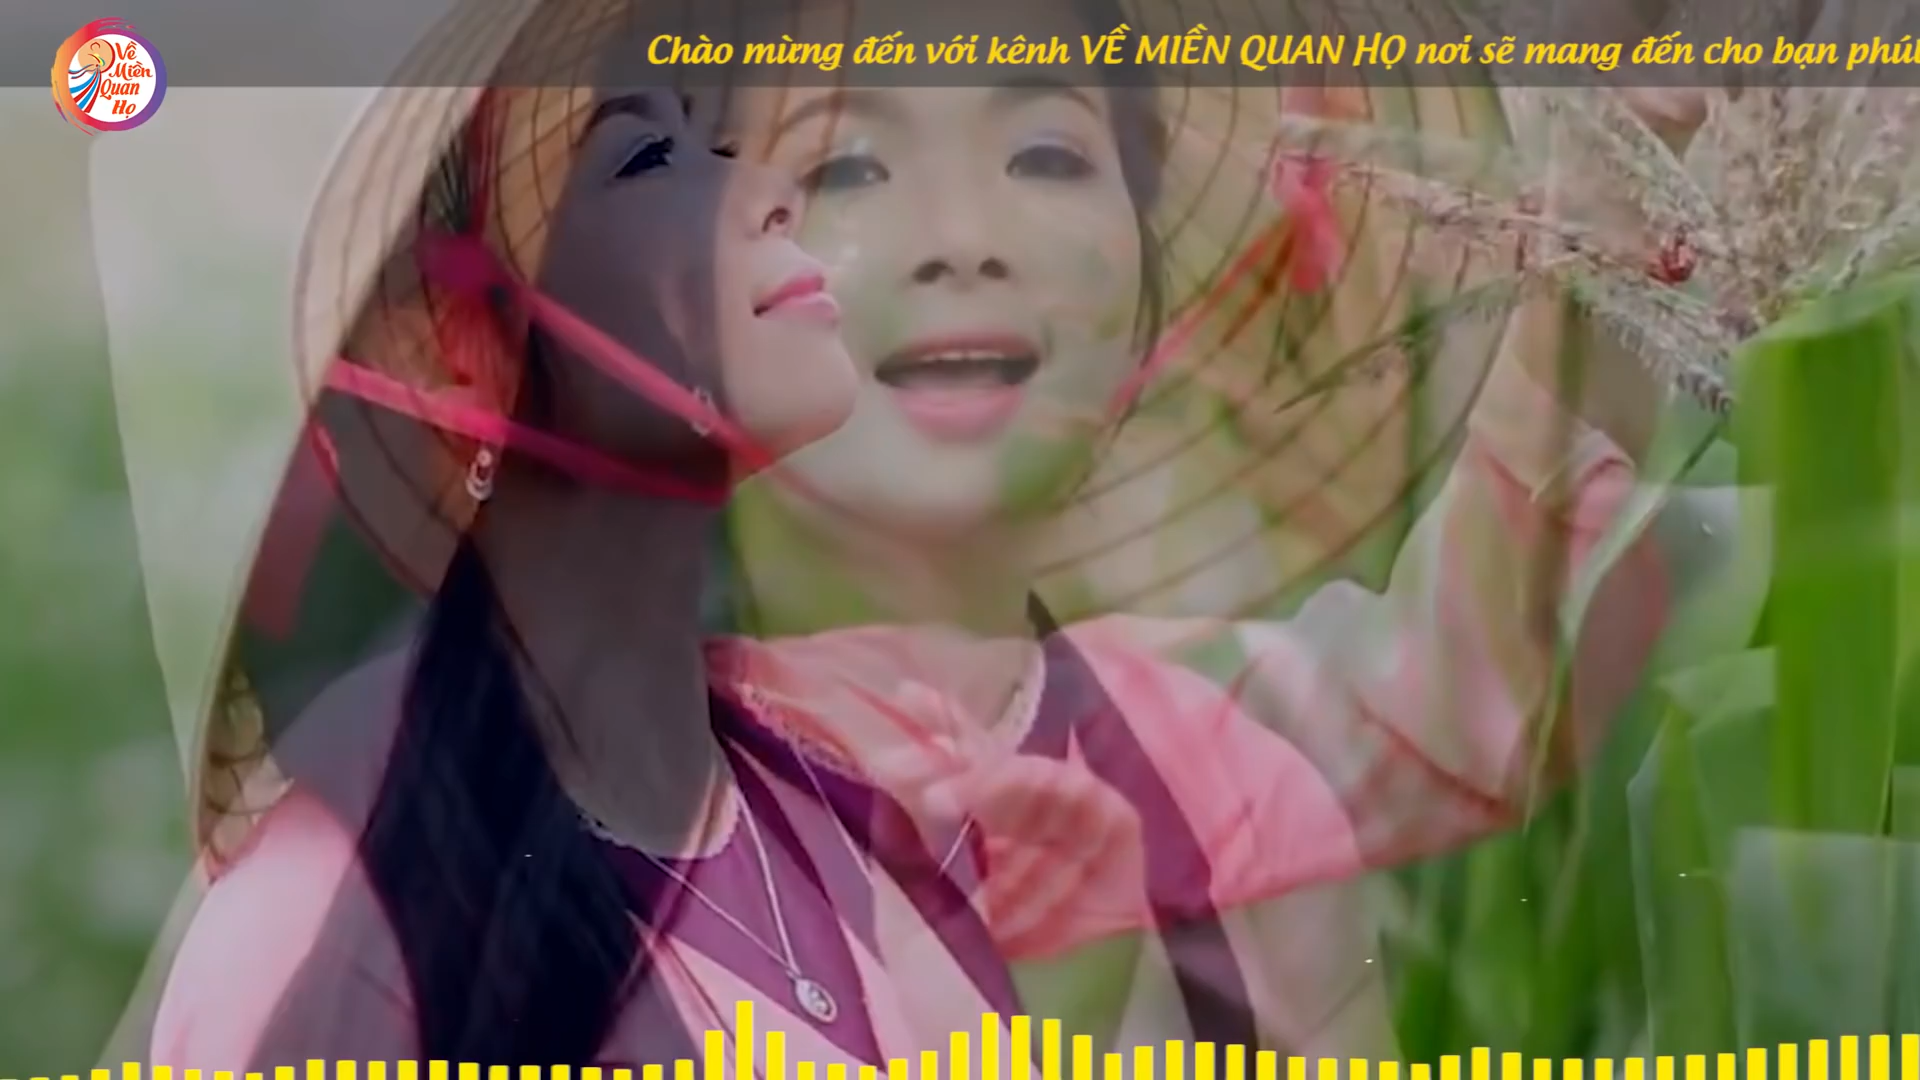 Về
Miền
Quan
Họ
Chào mừng đến với kênh VỀ MIỀN QUAN HỌ nơi sẽ mang đến cho bạn phú